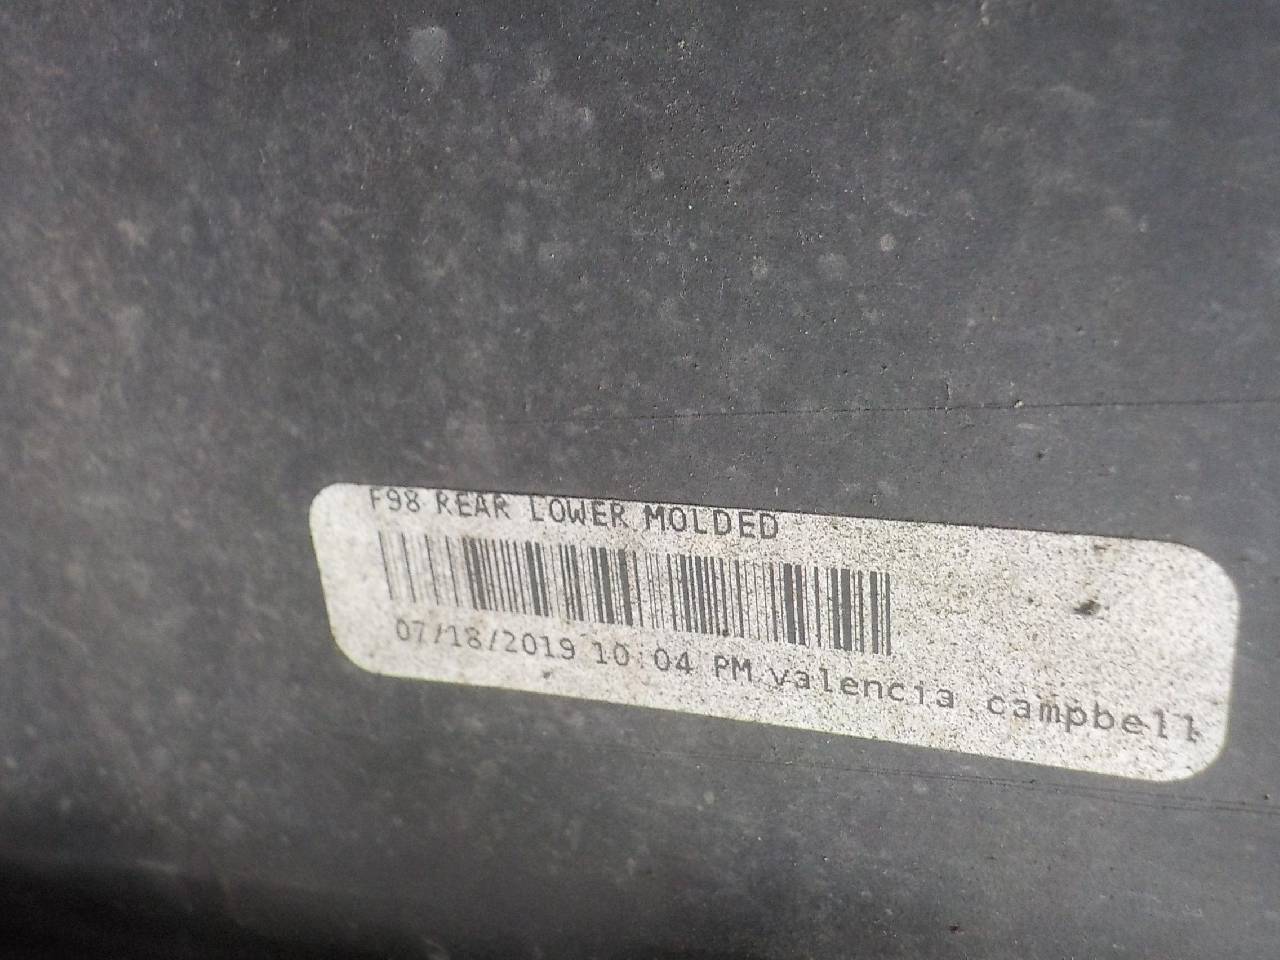 F98 REAR LOWER MOLDED
07/18/2019 10:04 PM valencia.campbell